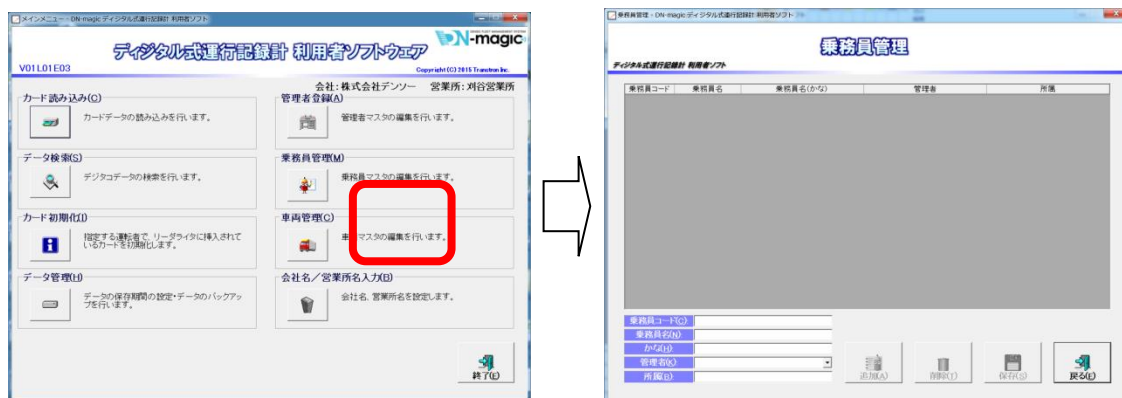 メインメニュー - DN-magic ディジタル式運行記録計 利用者ソフト
DN-magic
ディジタル式運行記録計 利用者ソフトウェア
V01L01E03
Copyright (C) 2015 Transtron Inc.
会社: 株式会社デンソー 営業所: 刈谷営業所
カード読み込み(C)
カードデータの読み込みを行います。
データ検索(S)
デジタコデータの検索を行います。
カード初期化(I)
指定する運転者で、リーダライタに挿入されて
いるカードを初期化します。
データ管理(H)
データの保存期間の設定・データのバックアッ
プを行います。
管理者登録(A)
管理者マスタの編集を行います。
乗務員管理(M)
乗務員マスタの編集を行います。
車両管理(C)
車 マスタの編集を行います。
会社名/営業所名入力(B)
会社名、営業所名を設定します。
終了(E)
乗務員管理 - DN-magic ディジタル式運行記録計 利用者ソフト
乗務員管理
ディジタル式運行記録計 利用者ソフト
乗務員コード 乗務員名 乗務員名(かな) 管理者 所属
乗務員コード(C)
乗務員名(N)
かな(H)
管理者(K)
所属(B)
追加(A) 削除(T) 保存(S) 戻る(E)